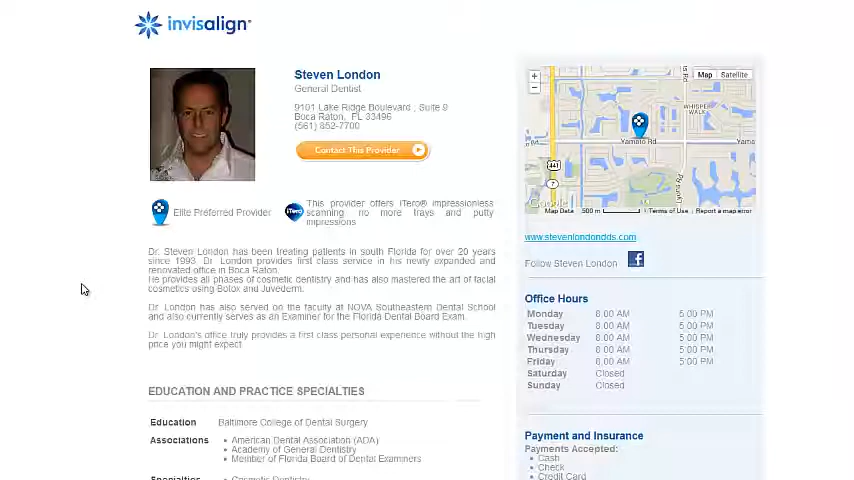 invisalign®
Steven London
General Dentist
9101 Lake Ridge Boulevard , Suite 9
Boca Raton, FL 33496
(561) 852-7700
Contact This Provider
Elite Preferred Provider
iTero
This provider offers iTero® impressionless
scanning no more trays and putty
impressions
Dr. Steven London has been treating patients in south Florida for over 20 years
since 1993. Dr. London provides first class service in his newly expanded and
renovated office in Boca Raton.
He provides all phases of cosmetic dentistry and has also mastered the art of facial
cosmetics using Botox and Juvederm.
Dr. London has also served on the faculty at NOVA Southeastern Dental School
and also currently serves as an Examiner for the Florida Dental Board Exam.
Dr. London's office truly provides a first class personal experience without the high
price you might expect
EDUCATION AND PRACTICE SPECIALTIES
Education Baltimore College of Dental Surgery
Associations • American Dental Association (ADA)
• Academy of General Dentistry
• Member of Florida Board of Dental Examiners
Specialties • Cosmetic Dentistry
+
−
Map Satellite
WHISPER
WALK
Yamato Rd
441
7
Google
Map Data 500 m Terms of Use Report a map error
www.stevenlondondds.com
Follow Steven London
Office Hours
Monday 8:00 AM 5:00 PM
Tuesday 8:00 AM 5:00 PM
Wednesday 8:00 AM 5:00 PM
Thursday 8:00 AM 5:00 PM
Friday 8:00 AM 5:00 PM
Saturday Closed
Sunday Closed
Payment and Insurance
Payments Accepted:
• Cash
• Check
• Credit Card